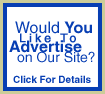 Would You
Like To
Advertise
on Our Site?
Click For Details